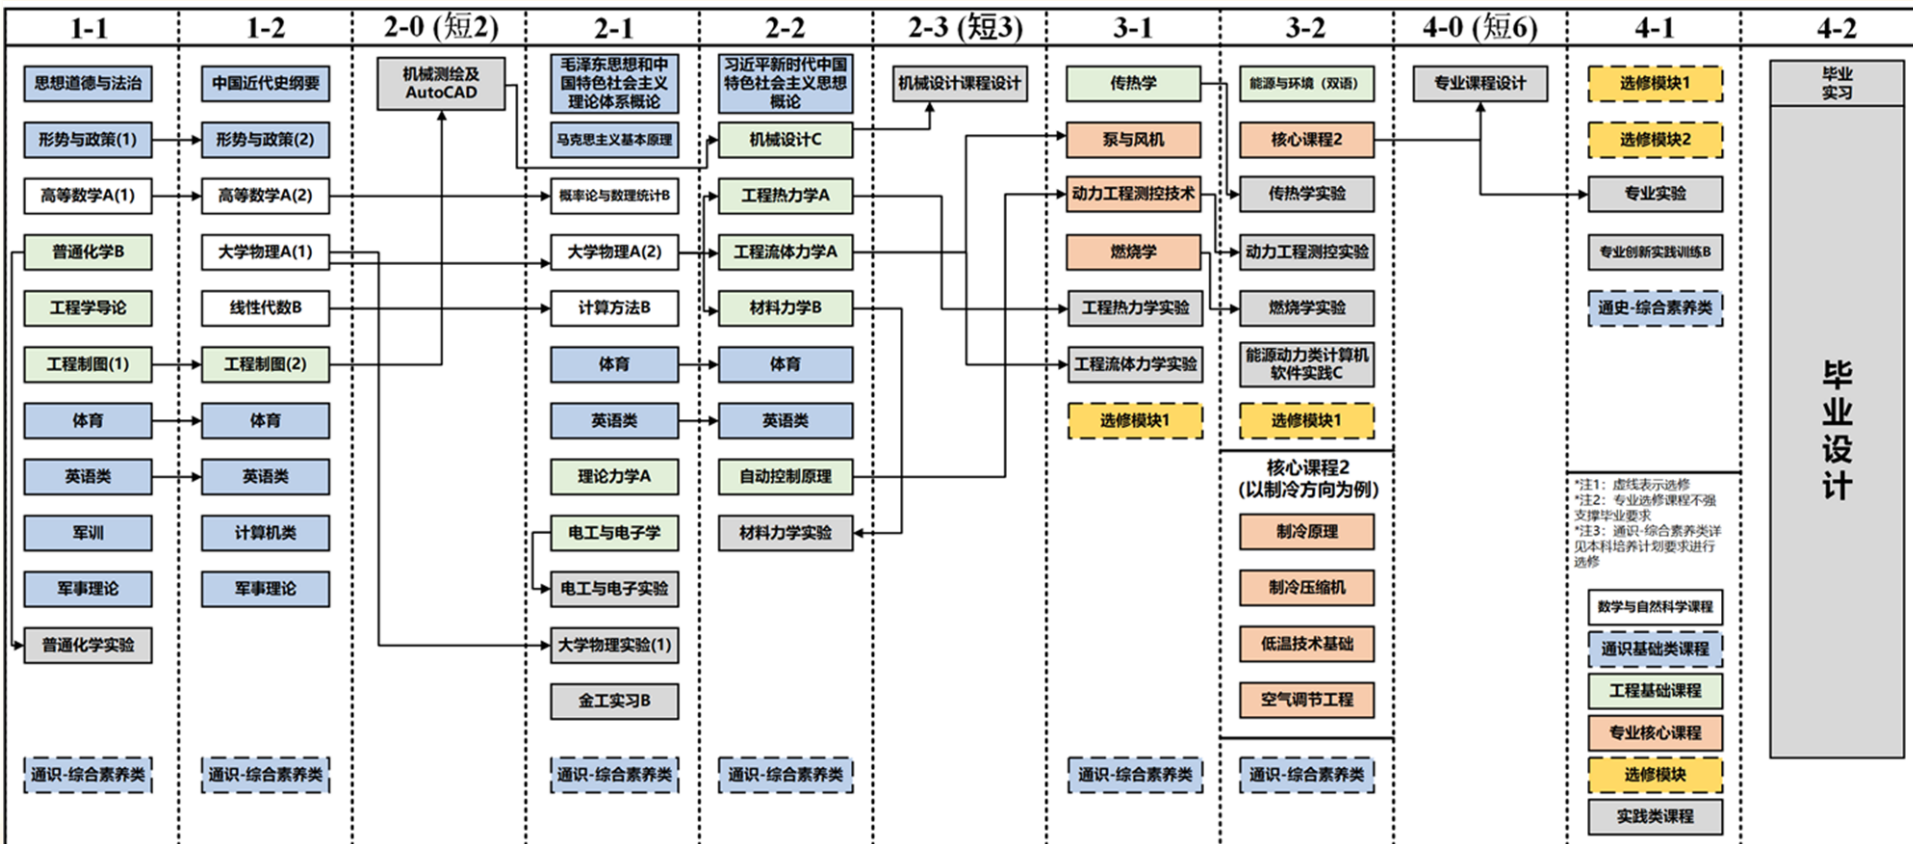 1-1
1-2
2-0 (短2)
2-1
2-2
2-3 (短3)
3-1
3-2
4-0 (短6)
4-1
4-2
思想道德与法治
形势与政策(1)
高等数学A(1)
普通化学B
工程学导论
工程制图(1)
体育
英语类
军训
军事理论
普通化学实验
通识-综合素养类
中国近代史纲要
形势与政策(2)
高等数学A(2)
大学物理A(1)
线性代数B
工程制图(2)
体育
英语类
计算机类
军事理论
通识-综合素养类
机械测绘及
AutoCAD
毛泽东思想和中
国特色社会主义
理论体系概论
马克思主义基本原理
概率论与数理统计B
大学物理A(2)
计算方法B
体育
英语类
理论力学A
电工与电子学
电工与电子实验
大学物理实验(1)
金工实习B
通识-综合素养类
习近平新时代中国
特色社会主义思想
概论
机械设计C
工程热力学A
工程流体力学A
材料力学B
体育
英语类
自动控制原理
材料力学实验
通识-综合素养类
机械设计课程设计
传热学
泵与风机
动力工程测控技术
燃烧学
工程热力学实验
工程流体力学实验
选修模块1
通识-综合素养类
能源与环境（双语）
核心课程2
传热学实验
动力工程测控实验
燃烧学实验
能源动力类计算机
软件实践C
选修模块1
核心课程2
(以制冷方向为例)
制冷原理
制冷压缩机
低温技术基础
空气调节工程
通识-综合素养类
专业课程设计
选修模块1
选修模块2
专业实验
专业创新实践训练B
通史-综合素养类
*注1：虚线表示选修
*注2：专业选修课程不强
支撑毕业要求
*注3：通识-综合素养类详
见本科培养计划要求进行
选修
数学与自然科学课程
通识基础类课程
工程基础课程
专业核心课程
选修模块
实践类课程
毕业
实习
毕
业
设
计